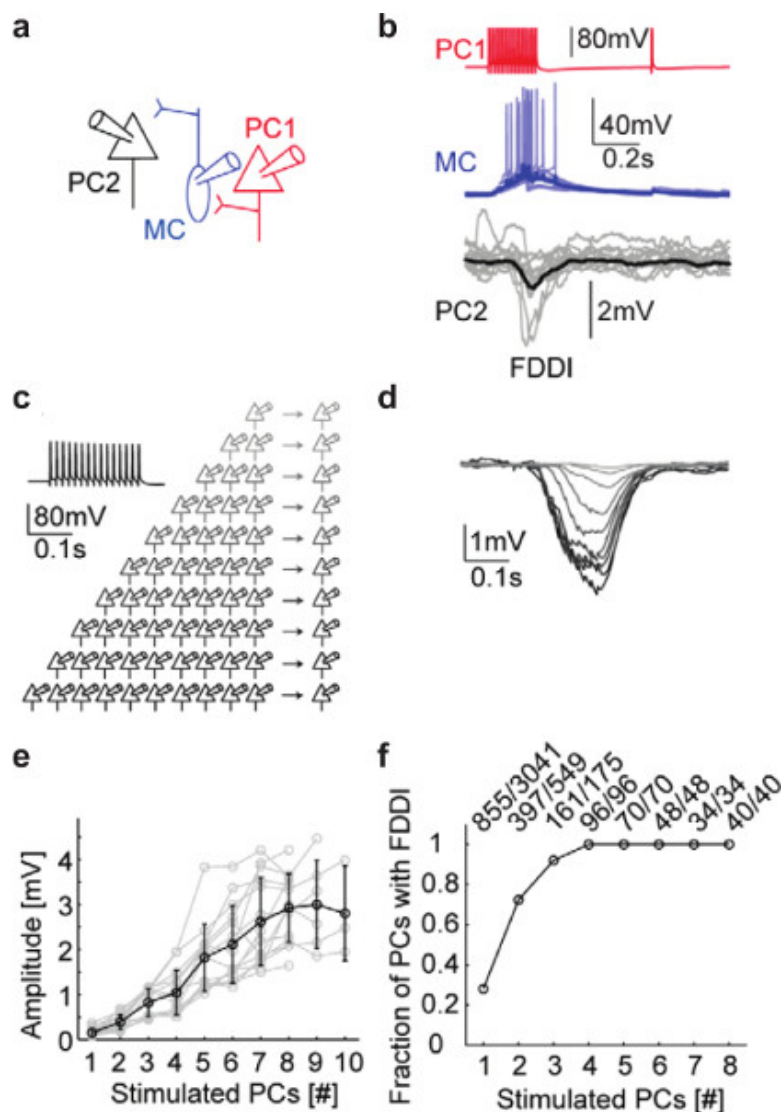 a
PC2
MC
PC1
b
PC1
80mV
MC
40mV
0.2s
PC2
2mV
FDDI
c
80mV
0.1s
d
1mV
0.1s
e
Amplitude [mV]
4
3
2
1
0
1 2 3 4 5 6 7 8 9 10
Stimulated PCs [#]
f
855/3041
397/549
161/175
96/96
70/70
48/48
34/34
40/40
Fraction of PCs with FDDI
1
0.8
0.6
0.4
0.2
0
1 2 3 4 5 6 7 8
Stimulated PCs [#]